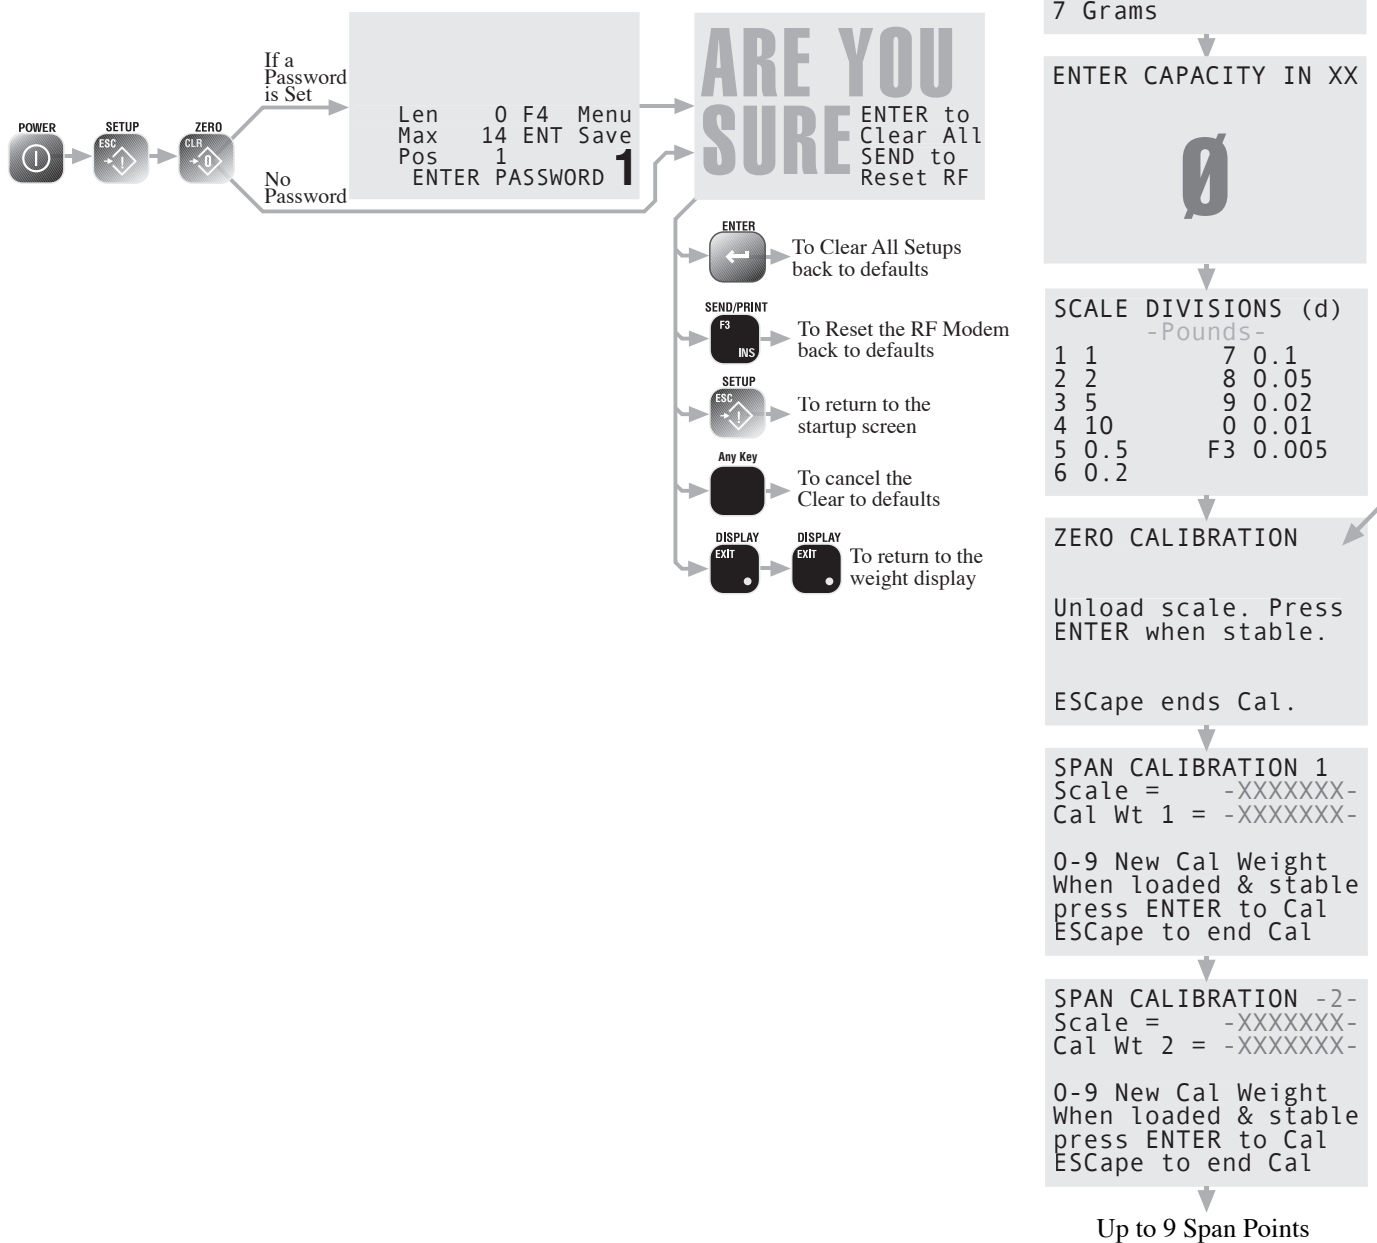 POWER
SETUP
ESC
ZERO
CLR
0
If a
Password
is Set
No
Password
Len 0 F4 Menu
Max 14 ENT Save
Pos 1
ENTER PASSWORD 1
ARE YOU
SURE
ENTER to
Clear All
SEND to
Reset RF
ENTER
To Clear All Setups
back to defaults
SEND/PRINT
F3
INS
To Reset the RF Modem
back to defaults
SETUP
ESC
To return to the
startup screen
Any Key
To cancel the
Clear to defaults
DISPLAY
EXIT
DISPLAY
EXIT
To return to the
weight display
7 Grams
ENTER CAPACITY IN XX
0
SCALE DIVISIONS (d)
-Pounds-
1 1 7 0.1
2 2 8 0.05
3 5 9 0.02
4 10 0 0.01
5 0.5 F3 0.005
6 0.2
ZERO CALIBRATION
Unload scale. Press
ENTER when stable.
ESCape ends Cal.
SPAN CALIBRATION 1
Scale = -XXXXXXX-
Cal Wt 1 = -XXXXXXX-
0-9 New Cal Weight
When loaded & stable
press ENTER to Cal
ESCape to end Cal
SPAN CALIBRATION -2-
Scale = -XXXXXXX-
Cal Wt 2 = -XXXXXXX-
0-9 New Cal Weight
When loaded & stable
press ENTER to Cal
ESCape to end Cal
Up to 9 Span Points